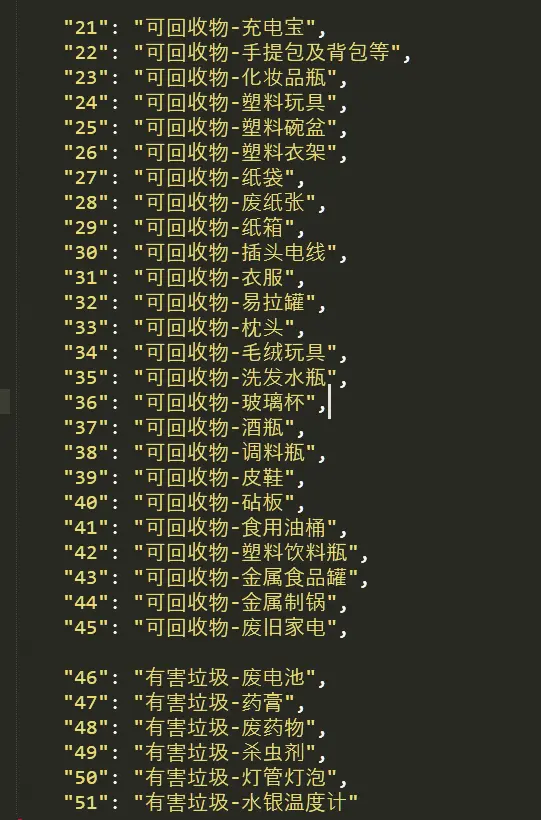 "21": "可回收物-充电宝",
"22": "可回收物-手提包及背包等",
"23": "可回收物-化妆品瓶",
"24": "可回收物-塑料玩具",
"25": "可回收物-塑料碗盆",
"26": "可回收物-塑料衣架",
"27": "可回收物-纸袋",
"28": "可回收物-废纸张",
"29": "可回收物-纸箱",
"30": "可回收物-插头电线",
"31": "可回收物-衣服",
"32": "可回收物-易拉罐",
"33": "可回收物-枕头",
"34": "可回收物-毛绒玩具",
"35": "可回收物-洗发水瓶",
"36": "可回收物-玻璃杯",
"37": "可回收物-酒瓶",
"38": "可回收物-调料瓶",
"39": "可回收物-皮鞋",
"40": "可回收物-砧板",
"41": "可回收物-食用油桶",
"42": "可回收物-塑料饮料瓶",
"43": "可回收物-金属食品罐",
"44": "可回收物-金属制锅",
"45": "可回收物-废旧家电",
"46": "有害垃圾-废电池",
"47": "有害垃圾-药膏",
"48": "有害垃圾-废药物",
"49": "有害垃圾-杀虫剂",
"50": "有害垃圾-灯管灯泡",
"51": "有害垃圾-水银温度计"